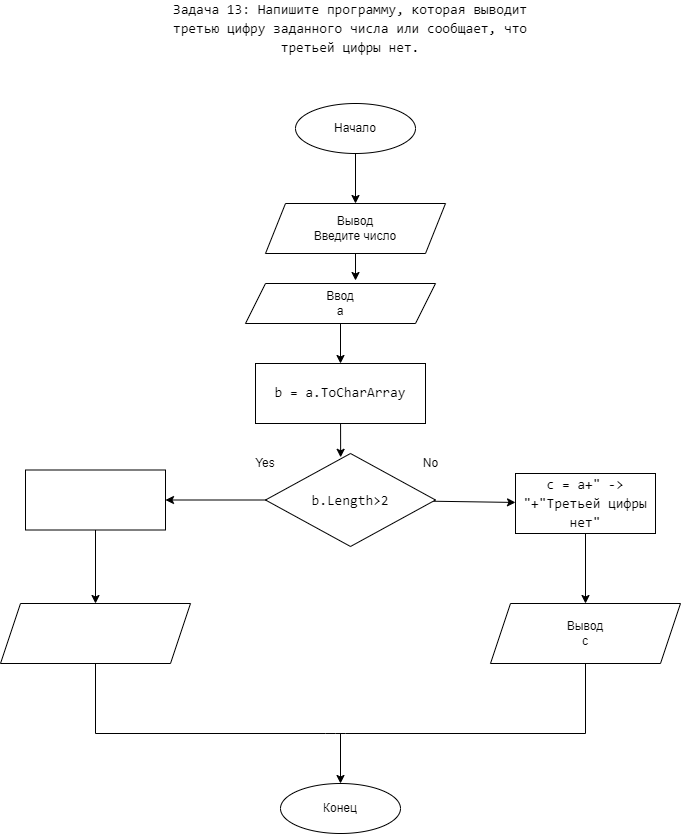 Задача 13: Напишите программу, которая выводит
третью цифру заданного числа или сообщает, что
третьей цифры нет.
Начало
Вывод
Введите число
Ввод
a
b = a.ToCharArray
Yes
No
b.Length>2
c = a+" ->
"+"Третьей цифры
нет"
Вывод
c
Конец